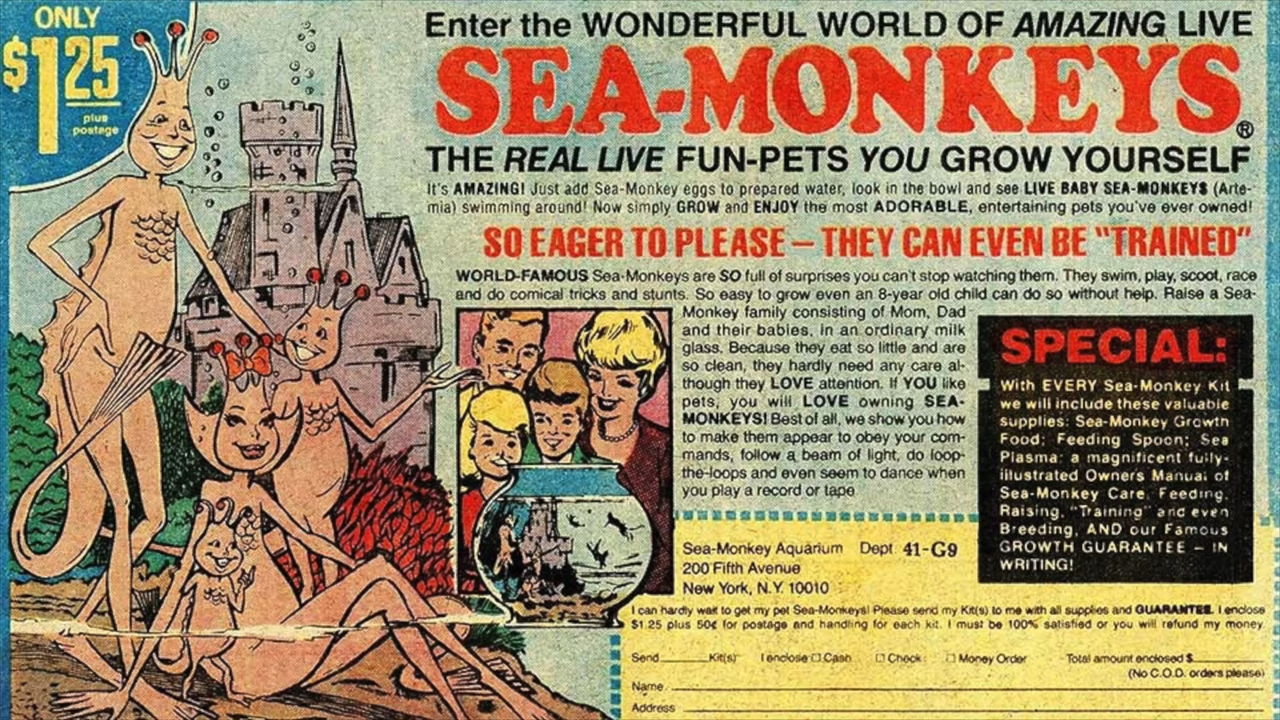 ONLY
$1.25
plus
postage
Enter the WONDERFUL WORLD OF AMAZING LIVE
SEA-MONKEYS®
THE REAL LIVE FUN-PETS YOU GROW YOURSELF
It's AMAZING! Just add Sea-Monkey eggs to prepared water, look in the bowl and see LIVE BABY SEA-MONKEYS (Arte-
mia) swimming around! Now simply GROW and ENJOY the most ADORABLE, entertaining pets you've ever owned!
SO EAGER TO PLEASE – THEY CAN EVEN BE "TRAINED"
WORLD-FAMOUS Sea-Monkeys are SO full of surprises you can't stop watching them. They swim, play, scoot, race
and do comical tricks and stunts. So easy to grow even an 8-year old child can do so without help. Raise a Sea-
Monkey family consisting of Mom, Dad
and their babies, in an ordinary milk
glass. Because they eat so little and are
so clean, they hardly need any care al-
though they LOVE attention. If YOU like
pets, you will LOVE owning SEA-
MONKEYS! Best of all, we show you how
to make them appear to obey your com-
mands, follow a beam of light, do loop-
the-loops and even seem to dance when
you play a record or tape
SPECIAL:
With EVERY Sea-Monkey Kit
we will include these valuable
supplies: Sea-Monkey Growth
Food; Feeding Spoon; Sea
Plasma; a magnificent fully-
illustrated Owners Manual of
Sea-Monkey Care, Feeding,
Raising, "Training" and even
Breeding, AND our Famous
GROWTH GUARANTEE – IN
WRITING!
Sea-Monkey Aquarium Dept 41-G9
200 Fifth Avenue
New York, N.Y. 10010
I can hardly wait to get my pet Sea-Monkeys! Please send my Kit(s) to me with all supplies and GUARANTEE. I enclose
$1.25 plus 50¢ for postage and handling for each kit. I must be 100% satisfied or you will refund my money.
Send Kit(s) I enclose □ Cash □ Check □ Money Order Total amount enclosed $
(No C.O.D. orders please)
Name
Address